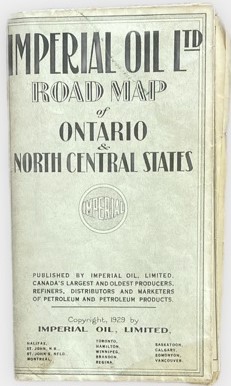 IMPERIAL OIL LTD
ROAD MAP
of
ONTARIO
&
NORTH CENTRAL STATES
IMPERIAL
PUBLISHED BY IMPERIAL OIL, LIMITED.
CANADA'S LARGEST AND OLDEST PRODUCERS,
REFINERS, DISTRIBUTORS AND MARKETERS
OF PETROLEUM AND PETROLEUM PRODUCTS.
Copyright, 1929 by
IMPERIAL OIL, LIMITED.
HALIFAX,
ST. JOHN, N.B.
ST. JOHN'S, NFLD.
MONTREAL,
TORONTO,
HAMILTON,
WINNIPEG,
BRANDON,
REGINA,
SASKATOON,
CALGARY,
EDMONTON,
VANCOUVER.